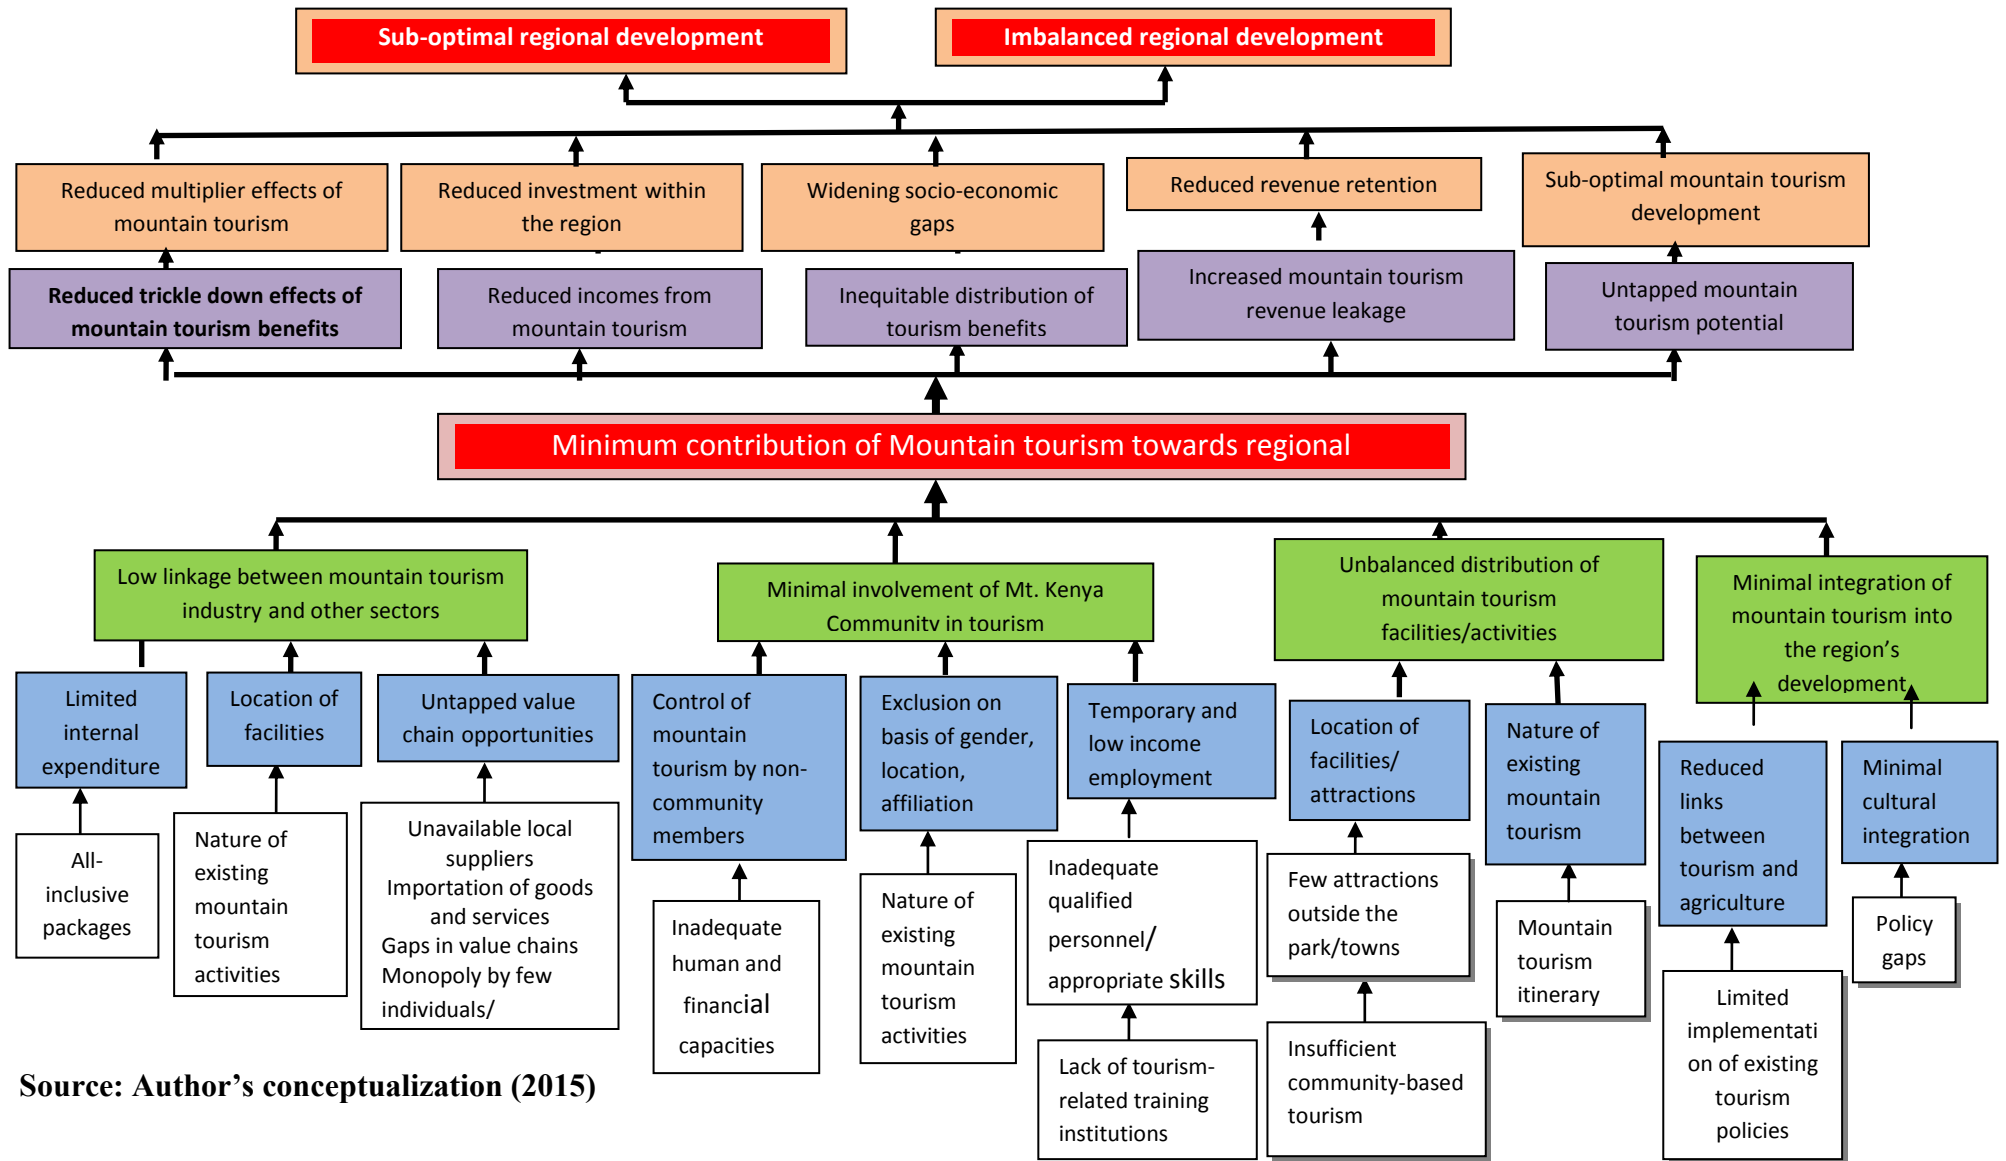 Sub-optimal regional development
Imbalanced regional development
Reduced multiplier effects of
mountain tourism
Reduced investment within
the region
Widening socio-economic
gaps
Reduced revenue retention
Sub-optimal mountain tourism
development
Reduced trickle down effects of
mountain tourism benefits
Reduced incomes from
mountain tourism
Inequitable distribution of
tourism benefits
Increased mountain tourism
revenue leakage
Untapped mountain
tourism potential
Minimum contribution of Mountain tourism towards regional
Low linkage between mountain tourism
industry and other sectors
Minimal involvement of Mt. Kenya
Community in tourism
Unbalanced distribution of
mountain tourism
facilities/activities
Minimal integration of
mountain tourism into
the region's
development
Limited
internal
expenditure
Location of
facilities
Untapped value
chain opportunities
Control of
mountain
tourism by non-
community
members
Exclusion on
basis of gender,
location,
affiliation
Temporary and
low income
employment
Location of
facilities/
attractions
Nature of
existing
mountain
tourism
Reduced
links
between
tourism and
agriculture
Minimal
cultural
integration
All-
inclusive
packages
Nature of
existing
mountain
tourism
activities
Unavailable local
suppliers
Importation of goods
and services
Gaps in value chains
Monopoly by few
individuals/
Inadequate
human and
financial
capacities
Nature of
existing
mountain
tourism
activities
Inadequate
qualified
personnel/
appropriate skills
Few attractions
outside the
park/towns
Mountain
tourism
itinerary
Policy
gaps
Lack of tourism-
related training
institutions
Insufficient
community-based
tourism
Limited
implementati
on of existing
tourism
policies
Source: Author's conceptualization (2015)